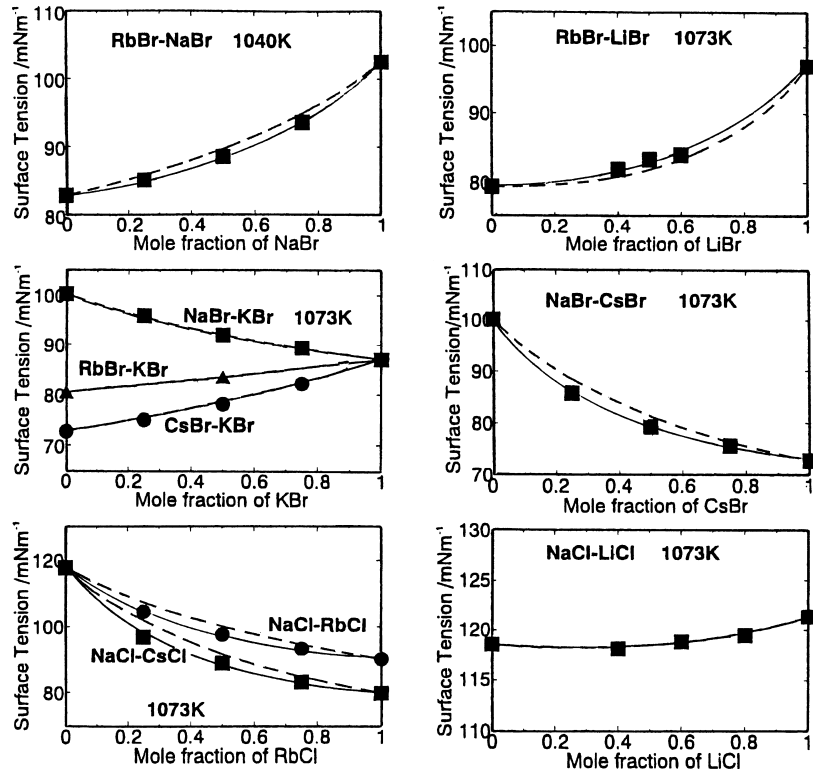 RbBr-NaBr 1040K
Surface Tension /mNm-1
110
100
90
80
0 0.2 0.4 0.6 0.8 1
Mole fraction of NaBr
RbBr-LiBr 1073K
Surface Tension /mNm-1
100
90
80
0 0.2 0.4 0.6 0.8 1
Mole fraction of LiBr
NaBr-KBr 1073K
RbBr-KBr
CsBr-KBr
Surface Tension /mNm-1
100
90
80
70
0 0.2 0.4 0.6 0.8 1
Mole fraction of KBr
NaBr-CsBr 1073K
Surface Tension /mNm-1
110
100
90
80
70
0 0.2 0.4 0.6 0.8 1
Mole fraction of CsBr
NaCl-RbCl
NaCl-CsCl
1073K
Surface Tension /mNm-1
120
100
80
0 0.2 0.4 0.6 0.8 1
Mole fraction of RbCl
NaCl-LiCl 1073K
Surface Tension /mNm-1
130
125
120
115
110
0 0.2 0.4 0.6 0.8 1
Mole fraction of LiCl